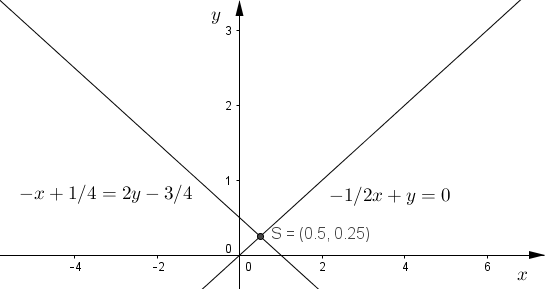 y
3
2
1
−x + 1/4 = 2y − 3/4
−1/2x + y = 0
S = (0.5, 0.25)
0
-4 -2 0 2 4 6
x